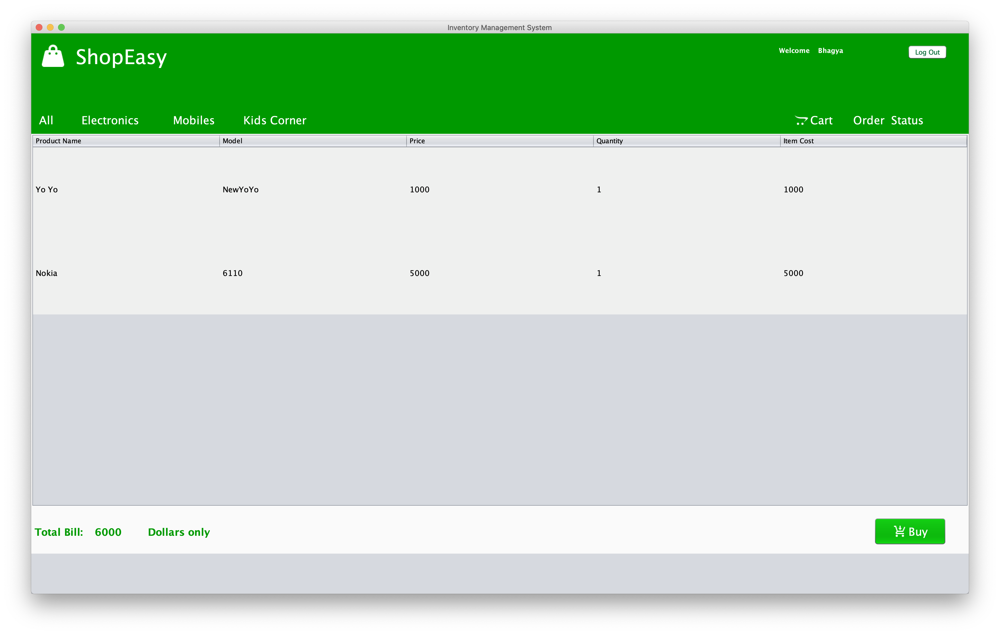 Inventory Management System
ShopEasy
Welcome Bhagya
Log Out
All Electronics Mobiles Kids Corner Cart Order Status
Product Name Model Price Quantity Item Cost
Yo Yo NewYoYo 1000 1 1000
Nokia 6110 5000 1 5000
Total Bill: 6000 Dollars only
Buy